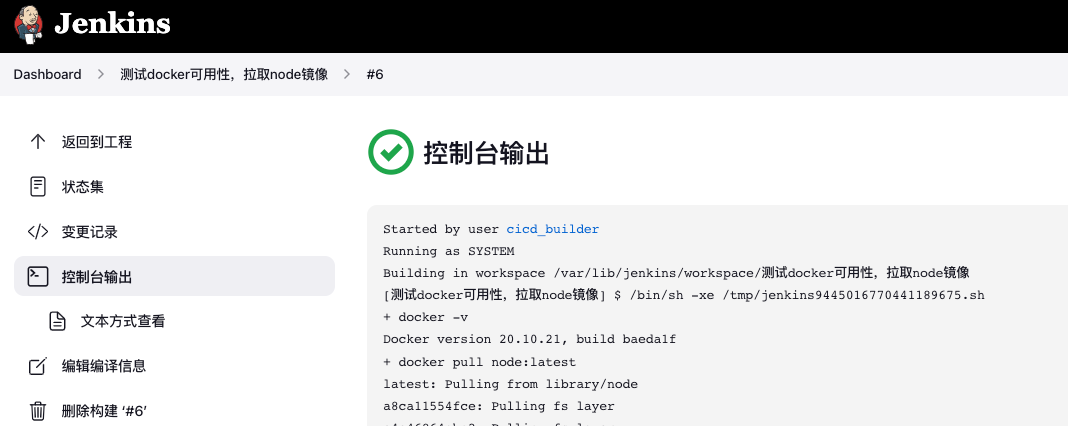 Jenkins
Dashboard > 测试docker可用性，拉取node镜像 > #6
返回到工程
状态集
变更记录
控制台输出
文本方式查看
编辑编译信息
删除构建 ‘#6’
控制台输出
Started by user cicd_builder
Running as SYSTEM
Building in workspace /var/lib/jenkins/workspace/测试docker可用性，拉取node镜像
[测试docker可用性，拉取node镜像] $ /bin/sh -xe /tmp/jenkins9445016770441189675.sh
+ docker -v
Docker version 20.10.21, build baeda1f
+ docker pull node:latest
latest: Pulling from library/node
a8ca11554fce: Pulling fs layer